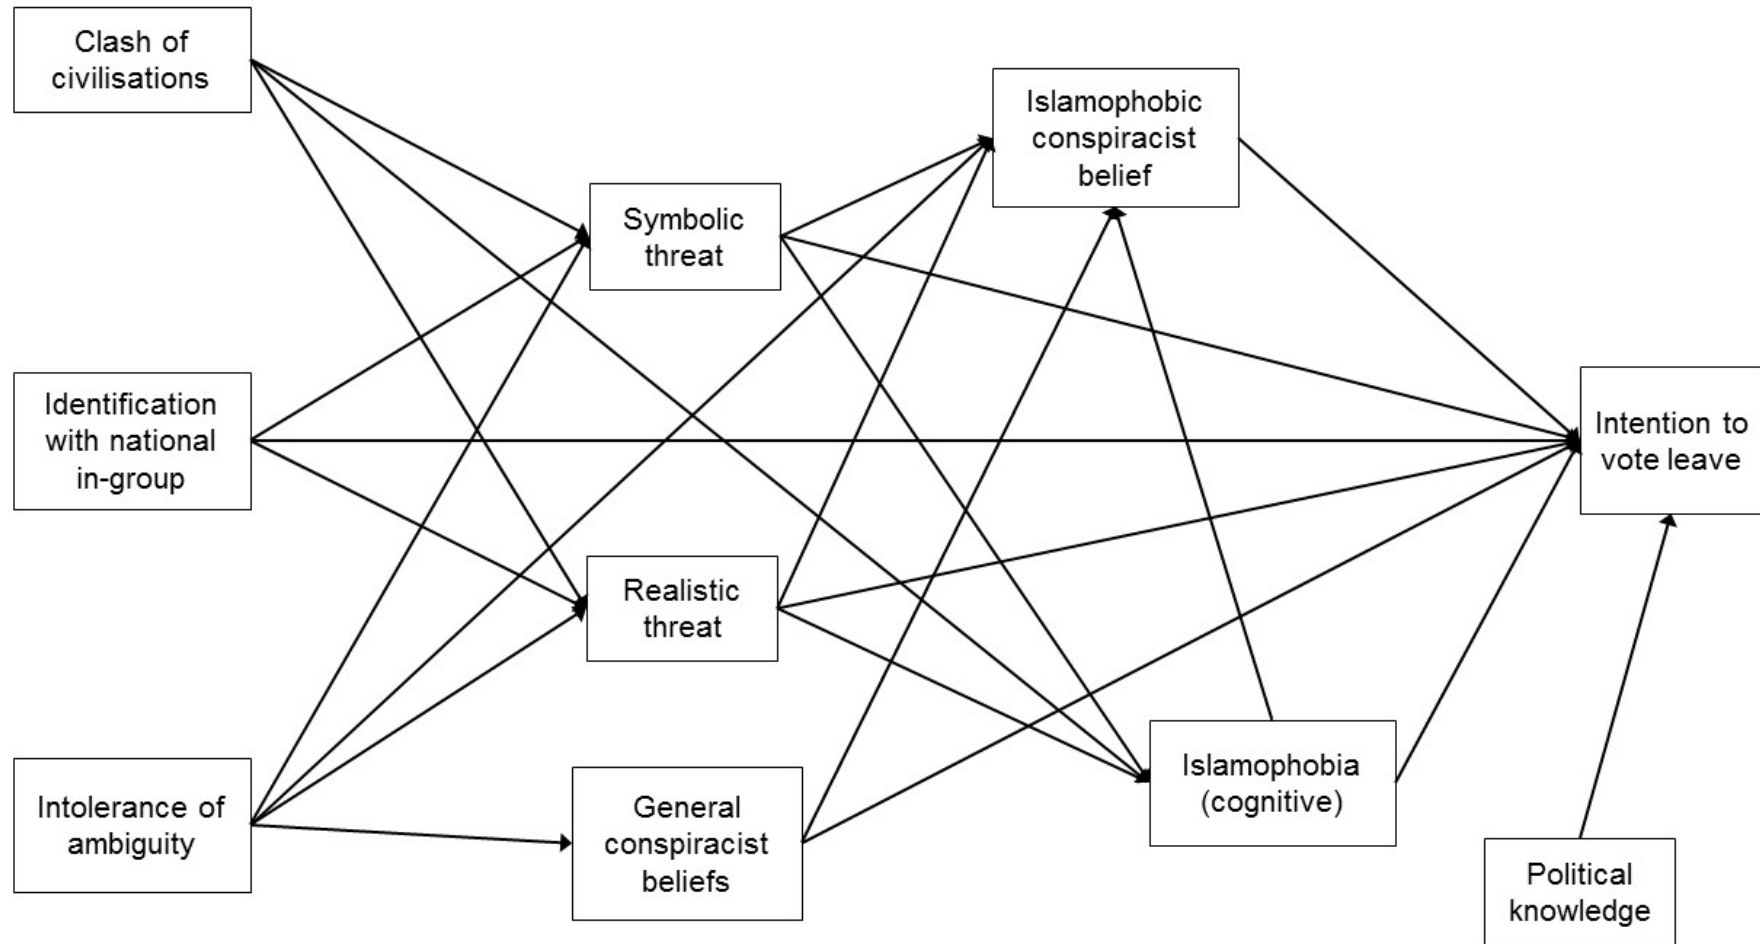 Clash of
civilisations
Islamophobic
conspiracist
belief
Symbolic
threat
Identification
with national
in-group
Intention to
vote leave
Realistic
threat
Islamophobia
(cognitive)
Intolerance of
ambiguity
General
conspiracist
beliefs
Political
knowledge